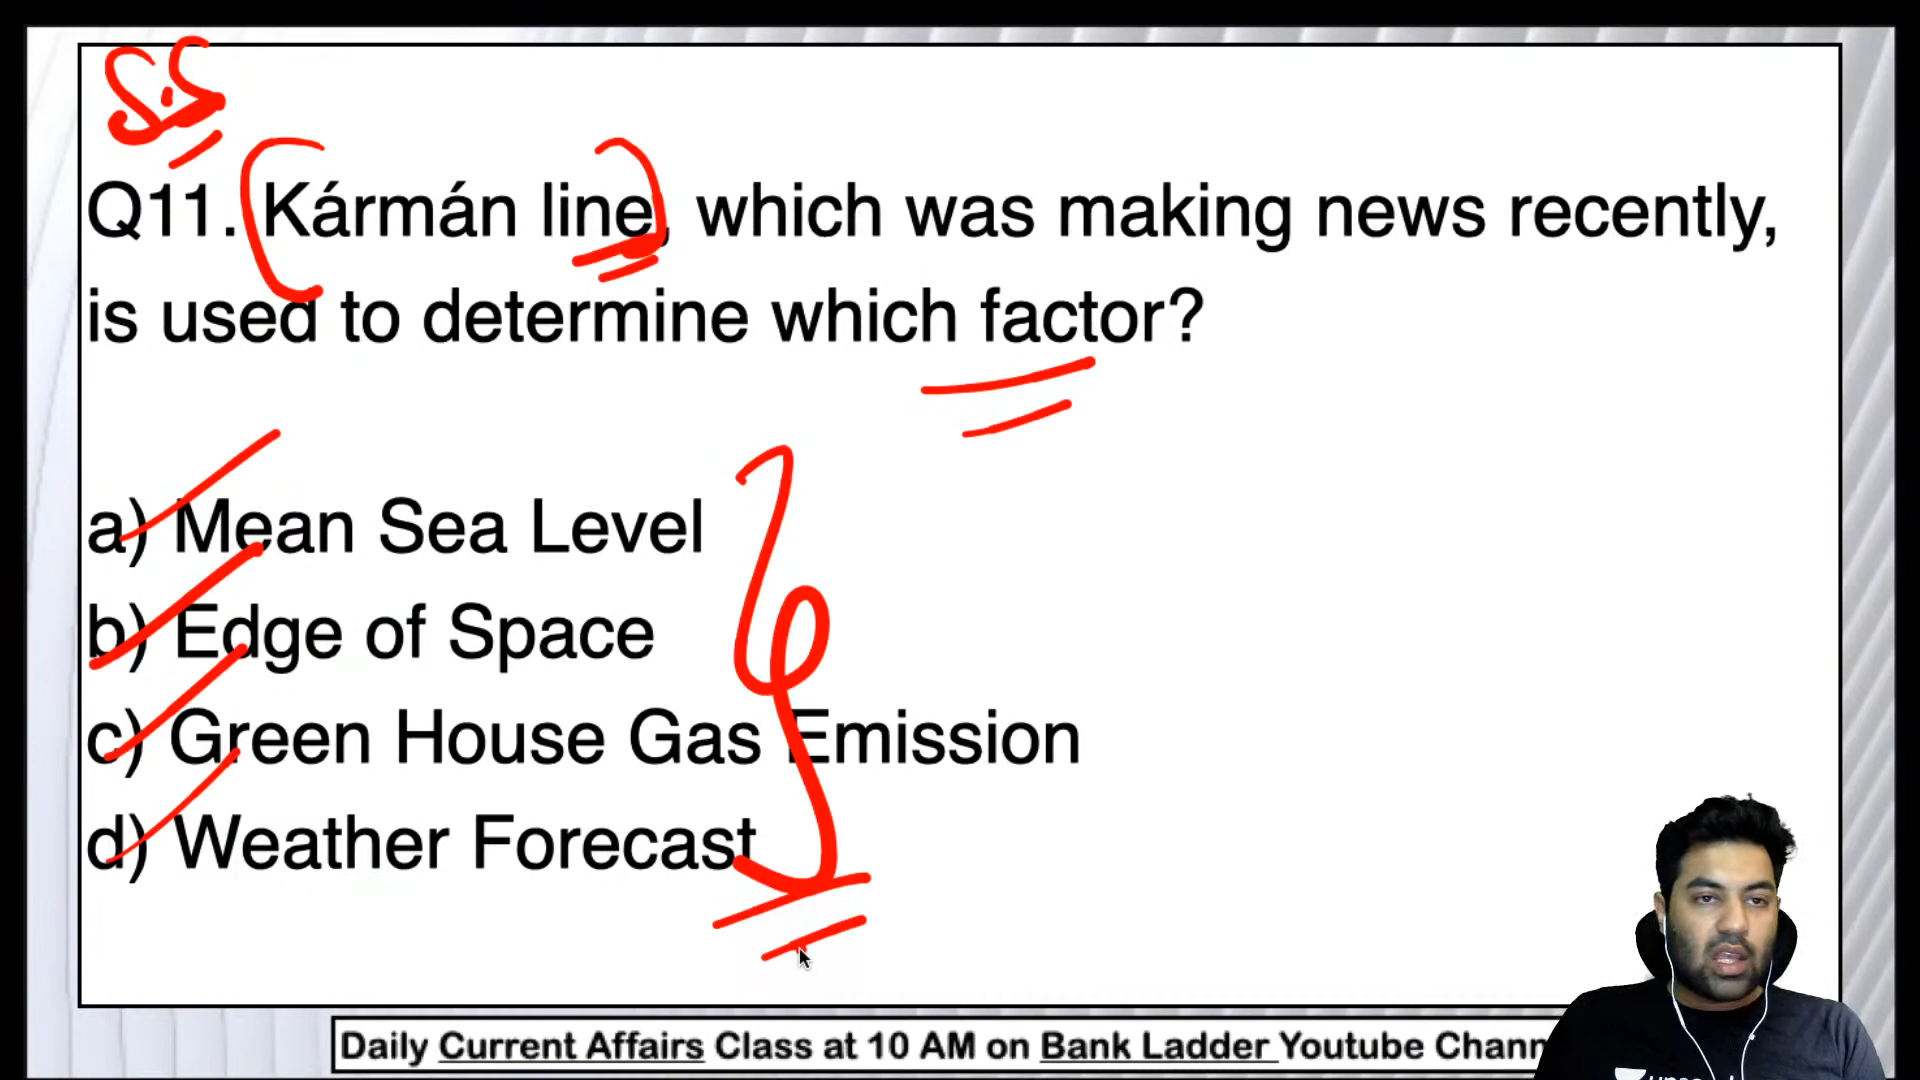 S.S
Q11. Kármán line, which was making news recently,
is used to determine which factor?
a) Mean Sea Level
b) Edge of Space
c) Green House Gas Emission
d) Weather Forecast
Daily Current Affairs Class at 10 AM on Bank Ladder Youtube Chann